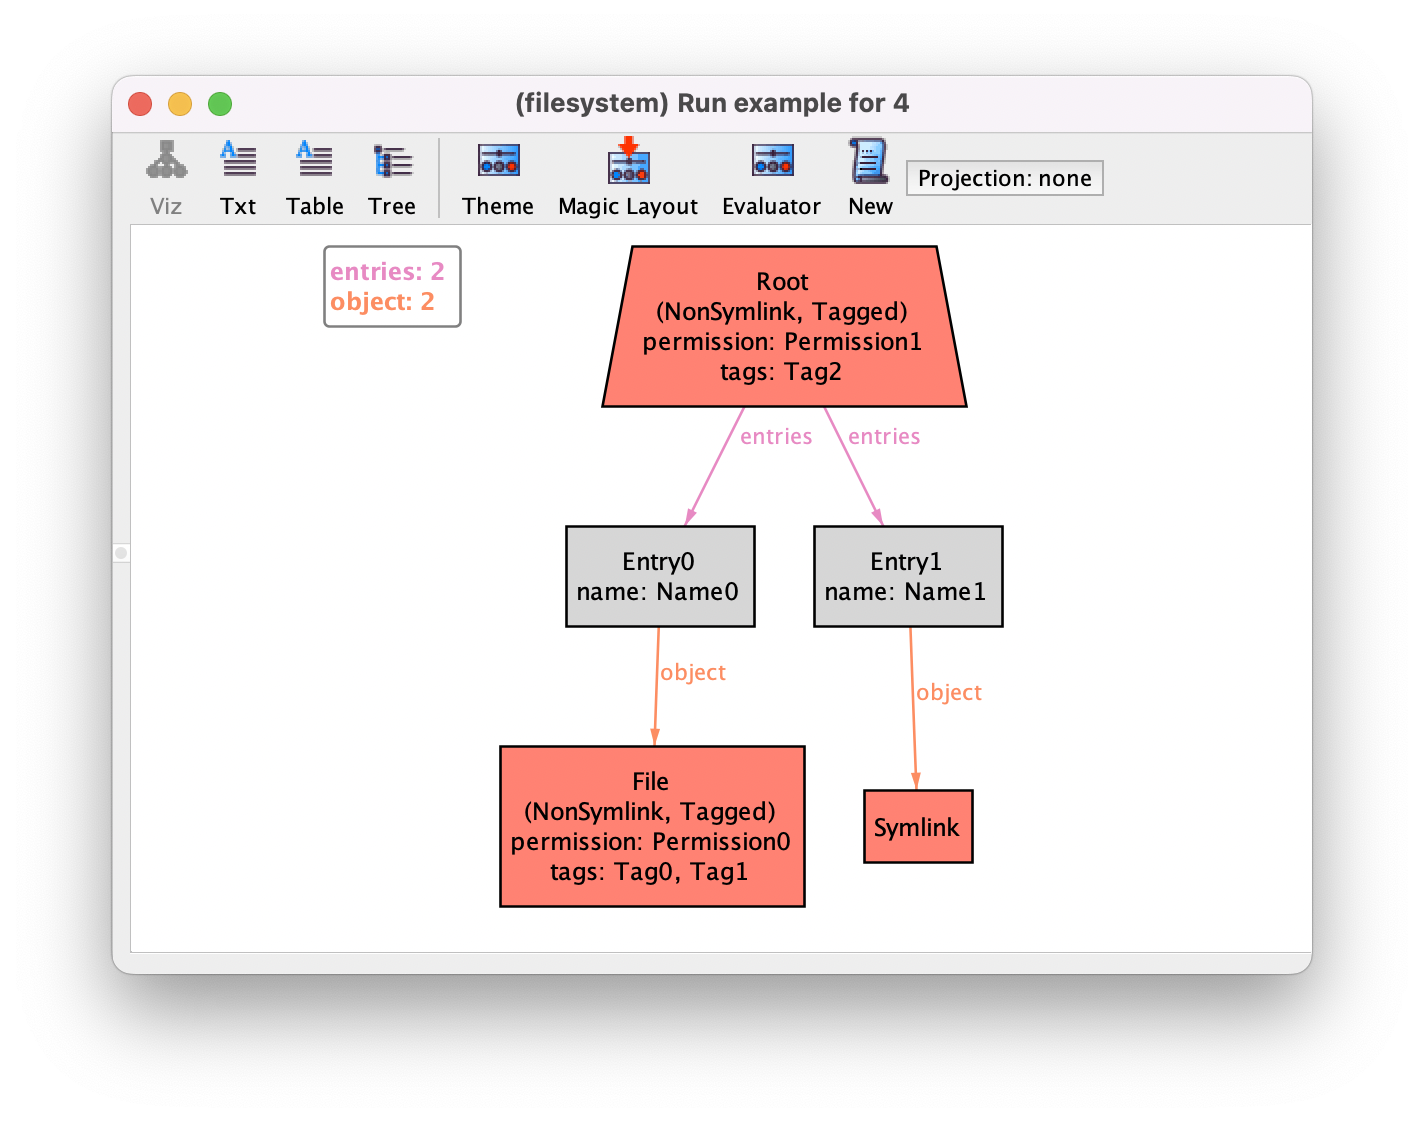 (filesystem) Run example for 4
Viz
Txt
Table
Tree
Theme
Magic Layout
Evaluator
New
Projection: none
entries: 2
object: 2
Root
(NonSymlink, Tagged)
permission: Permission1
tags: Tag2
entries
entries
Entry0
name: Name0
Entry1
name: Name1
object
object
File
(NonSymlink, Tagged)
permission: Permission0
tags: Tag0, Tag1
Symlink